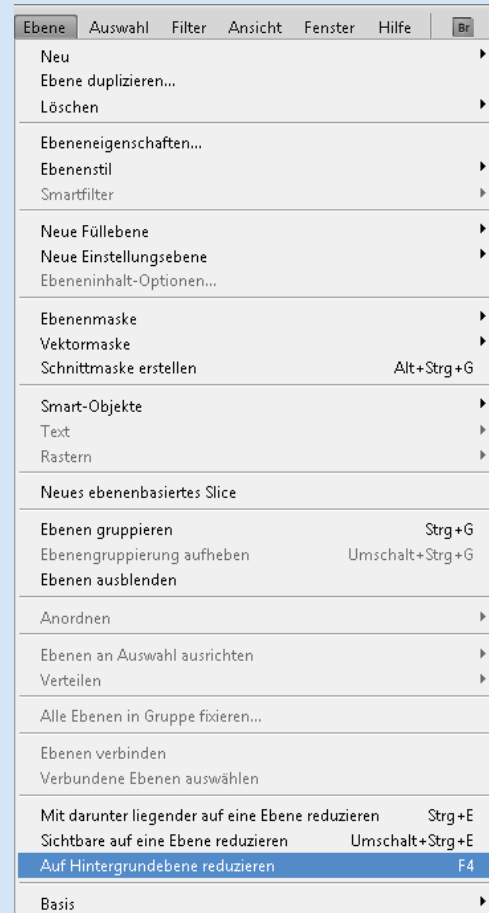 Ebene Auswahl Filter Ansicht Fenster Hilfe Br
Neu
Ebene duplizieren...
Löschen
Ebeneneigenschaften...
Ebenenstil
Smartfilter
Neue Füllebene
Neue Einstellungsebene
Ebeneninhalt-Optionen...
Ebenenmaske
Vektormaske
Schnittmaske erstellen Alt+Strg+G
Smart-Objekte
Text
Rastern
Neues ebenenbasiertes Slice
Ebenen gruppieren Strg+G
Ebenengruppierung aufheben Umschalt+Strg+G
Ebenen ausblenden
Anordnen
Ebenen an Auswahl ausrichten
Verteilen
Alle Ebenen in Gruppe fixieren...
Ebenen verbinden
Verbundene Ebenen auswählen
Mit darunter liegender auf eine Ebene reduzieren Strg+E
Sichtbare auf eine Ebene reduzieren Umschalt+Strg+E
Auf Hintergrundebene reduzieren F4
Basis